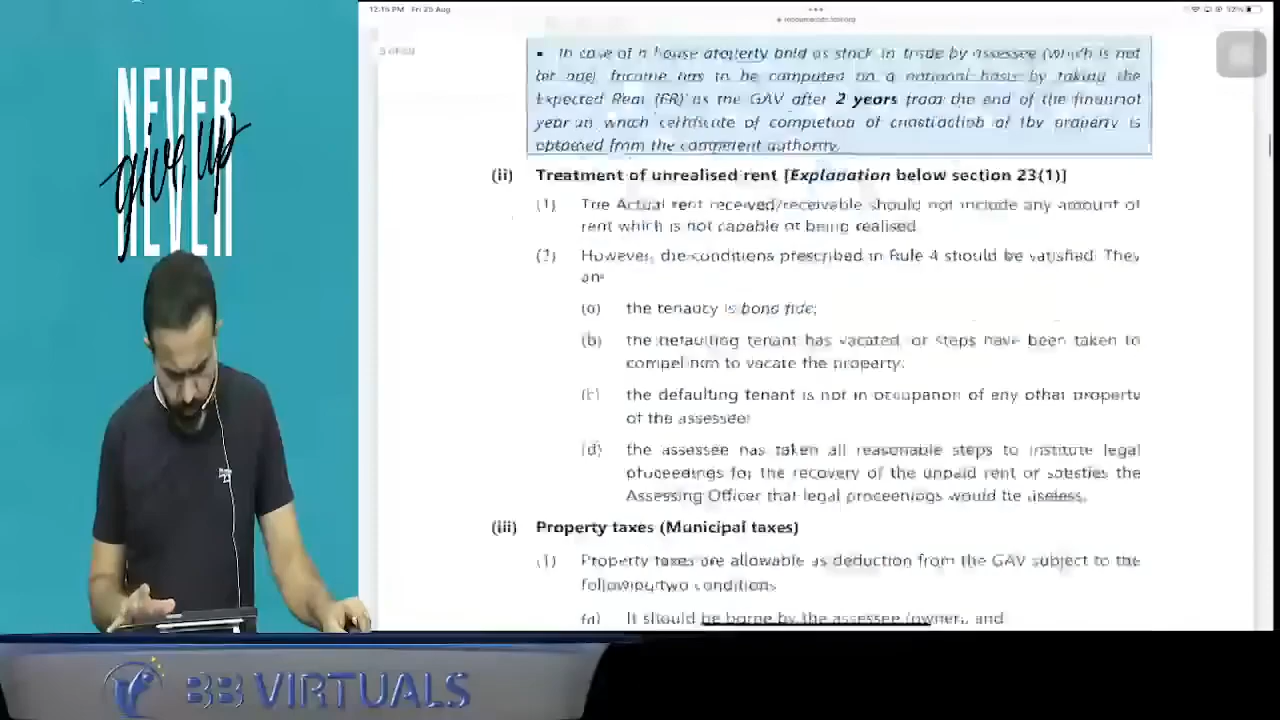 12:15 PM Fri 25 Aug
32%
NEVER
give up
NEVER
▪ In case of a house property held as stock in trade by assessee (which is not
let out) Income has to be computed on a notional basis by taking the
Expected Rent (ER) as the GAV after 2 years from the end of the financial
year in which certificate of completion of construction of the property is
obtained from the competent authority.
(ii) Treatment of unrealised rent [Explanation below section 23(1)]
(1) The Actual rent received/receivable should not include any amount of
rent which is not capable of being realised
(2) However, the conditions prescribed in Rule 4 should be satisfied. They
are
(a) the tenancy is bona fide;
(b) the defaulting tenant has vacated, or steps have been taken to
compel him to vacate the property;
(c) the defaulting tenant is not in occupation of any other property
of the assessee;
(d) the assessee has taken all reasonable steps to institute legal
proceedings for the recovery of the unpaid rent or satisfies the
Assessing Officer that legal proceedings would be useless.
(iii) Property taxes (Municipal taxes)
(1) Property taxes are allowable as deduction from the GAV subject to the
following two conditions
(a) It should be borne by the assessee (owner), and
BB VIRTUALS